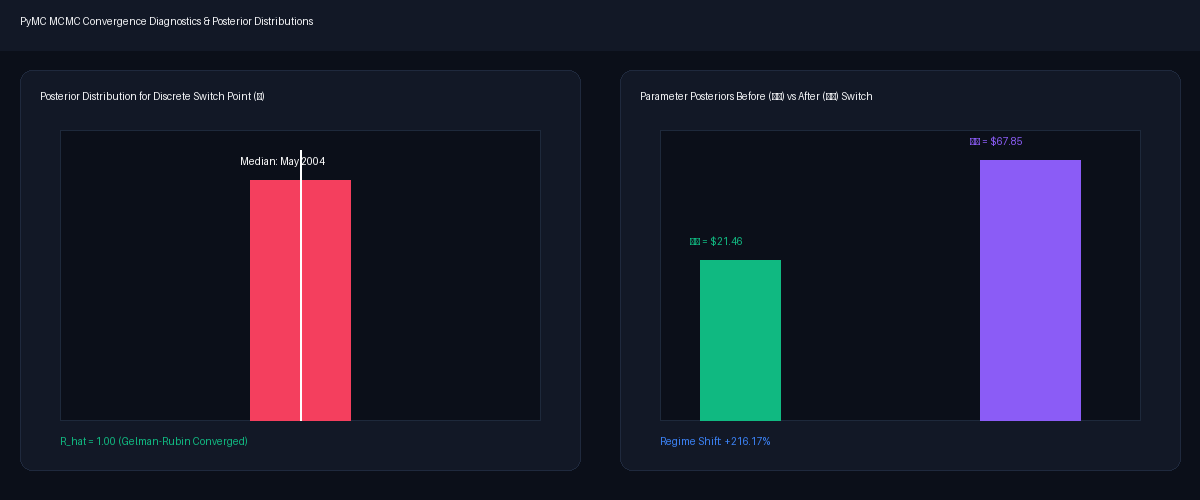 PyMC MCMC Convergence Diagnostics & Posterior Distributions
Posterior Distribution for Discrete Switch Point (▯)
Median: May 2004
R_hat = 1.00 (Gelman-Rubin Converged)
Parameter Posteriors Before (▯▯) vs After (▯▯) Switch
▯▯ = $67.85
▯▯ = $21.46
Regime Shift: +216.17%